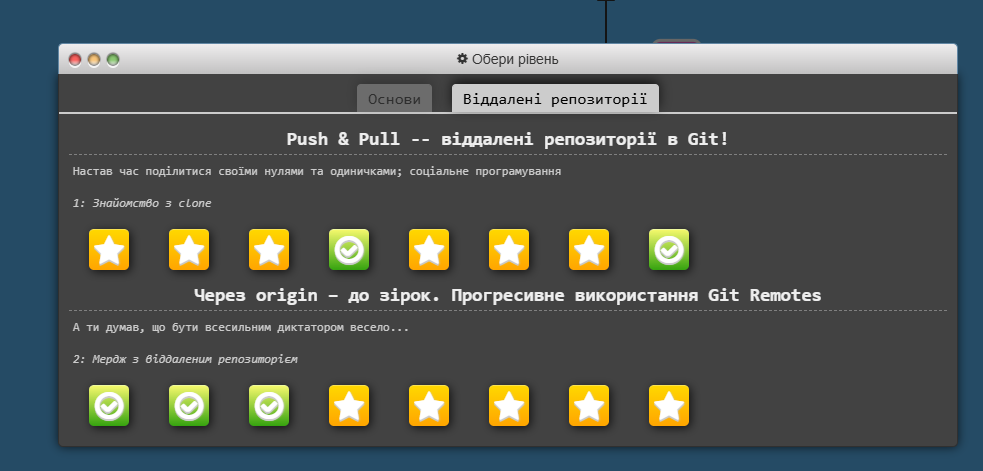 Обери рівень
Основи Віддалені репозиторії
Push & Pull -- віддалені репозиторії в Git!
Настав час поділитися своїми нулями та одиничками; соціальне програмування
1: Знайомство з clone
Через origin – до зірок. Прогресивне використання Git Remotes
А ти думав, що бути всесильним диктатором весело...
2: Мердж з віддаленим репозиторієм